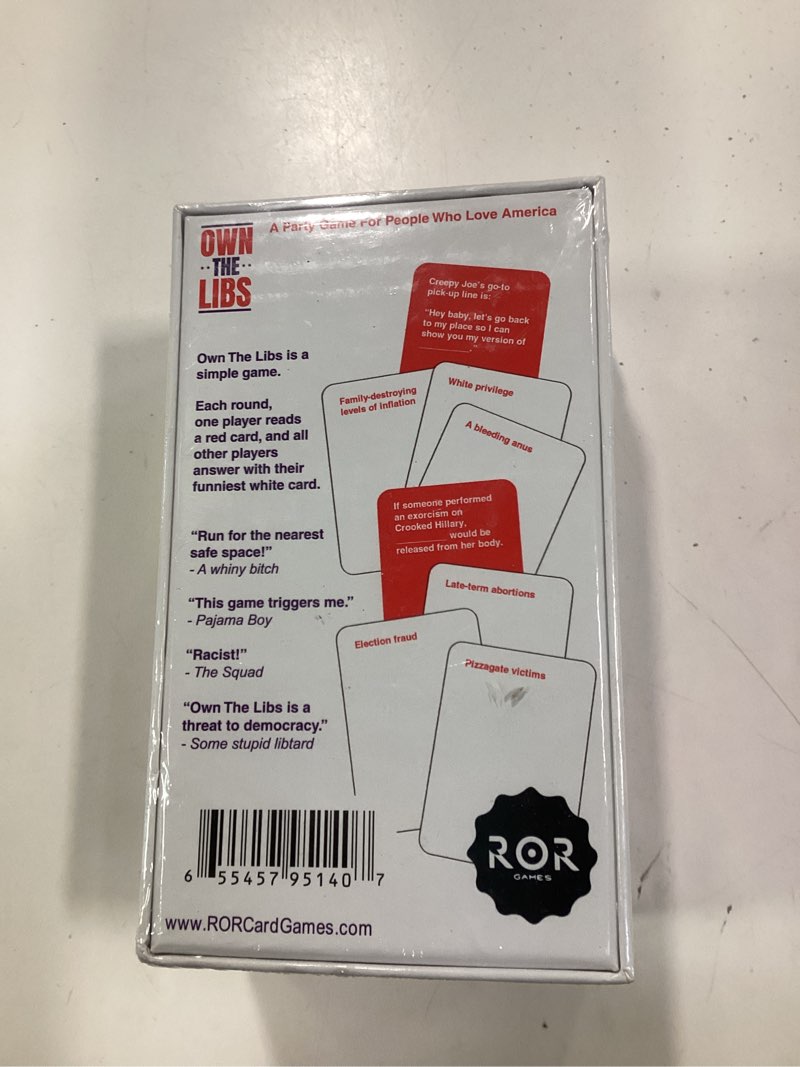 OWN
THE
LIBS
A Party Game For People Who Love America
Own The Libs is a
simple game.
Each round,
one player reads
a red card, and all
other players
answer with their
funniest white card.
"Run for the nearest
safe space!"
- A whiny bitch
"This game triggers me."
- Pajama Boy
"Racist!"
- The Squad
"Own The Libs is a
threat to democracy."
- Some stupid libtard
Creepy Joe's go-to
pick-up line is:
"Hey baby, let's go back
to my place so I can
show you my version of
________."
Family-destroying
levels of inflation
White privilege
A bleeding anus
If someone performed
an exorcism on
Crooked Hillary,
________ would be
released from her body.
Late-term abortions
Election fraud
Pizzagate victims
6 55457 95140 7
www.RORCardGames.com
ROR
GAMES